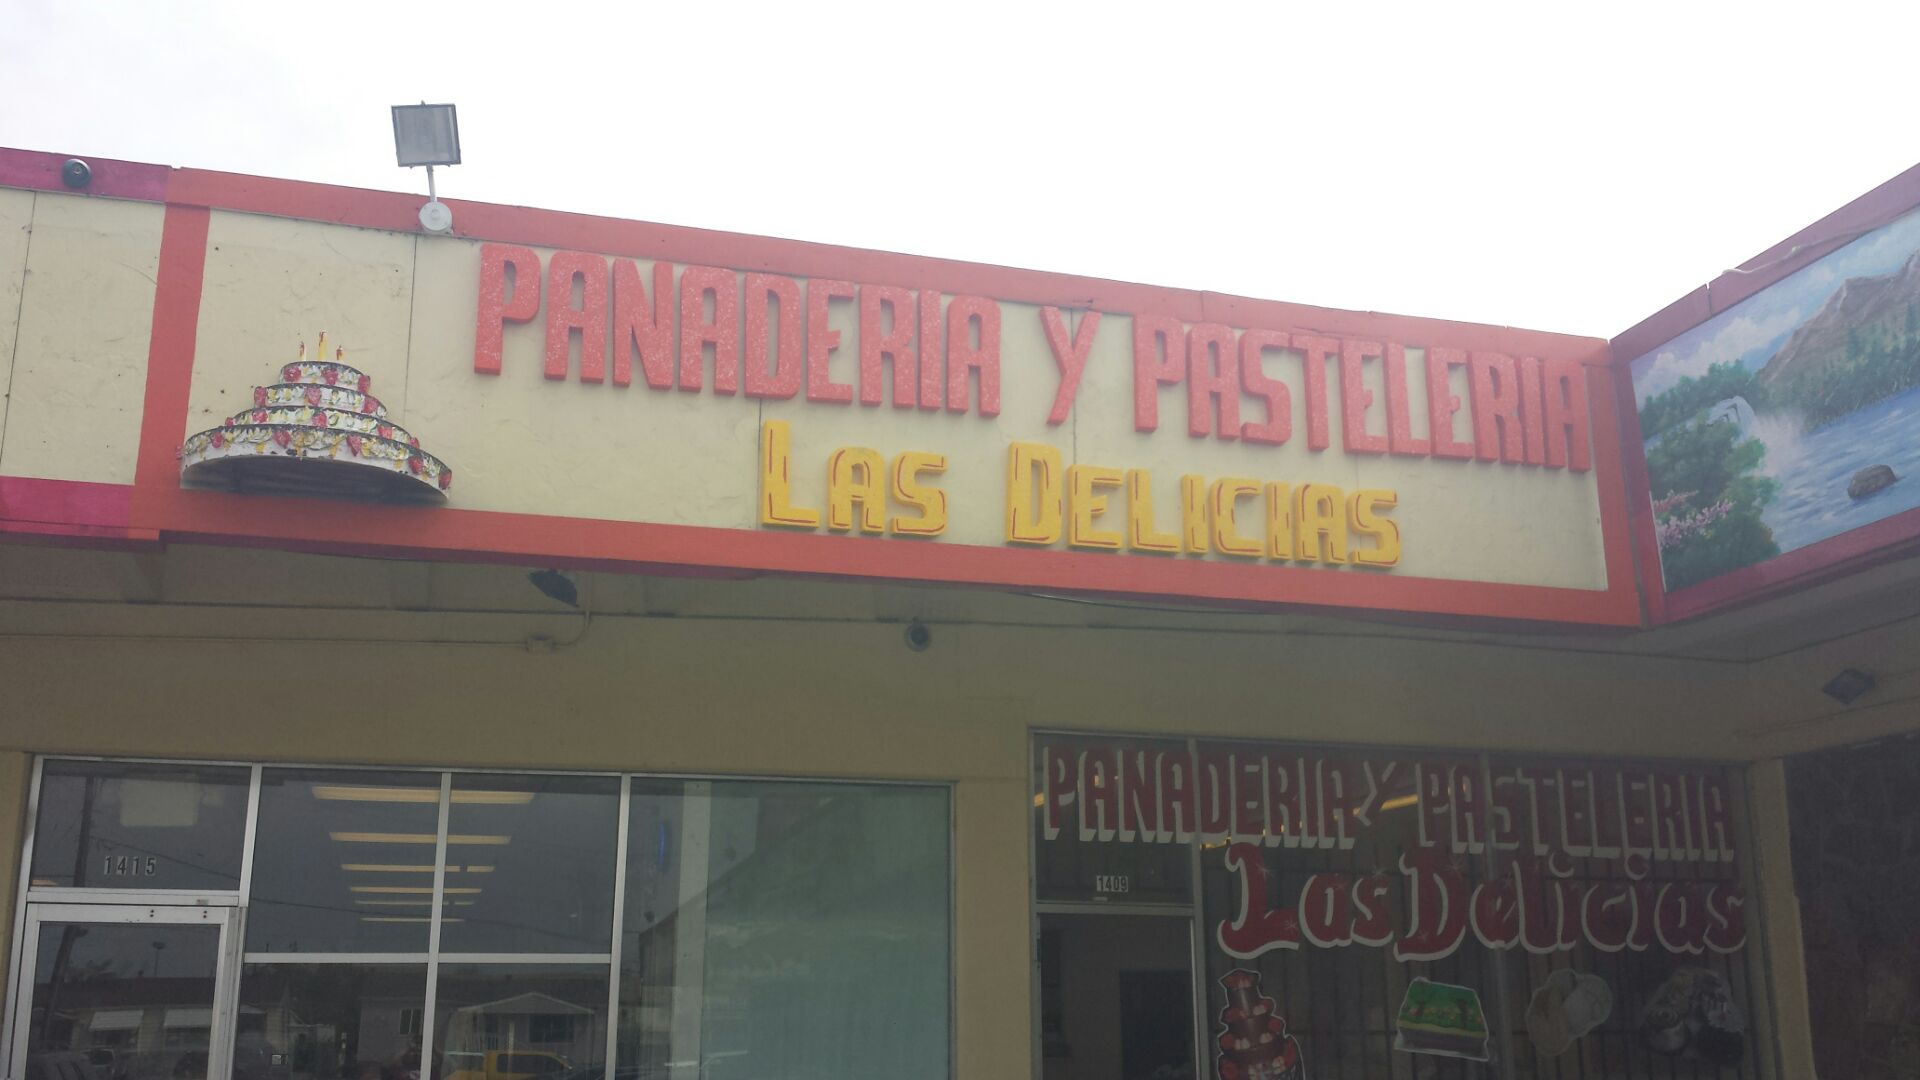 PANADERIA Y PASTELERIA
LAS DELICIAS
1415
PANADERIA Y PASTELERIA
1409
Las Delicias